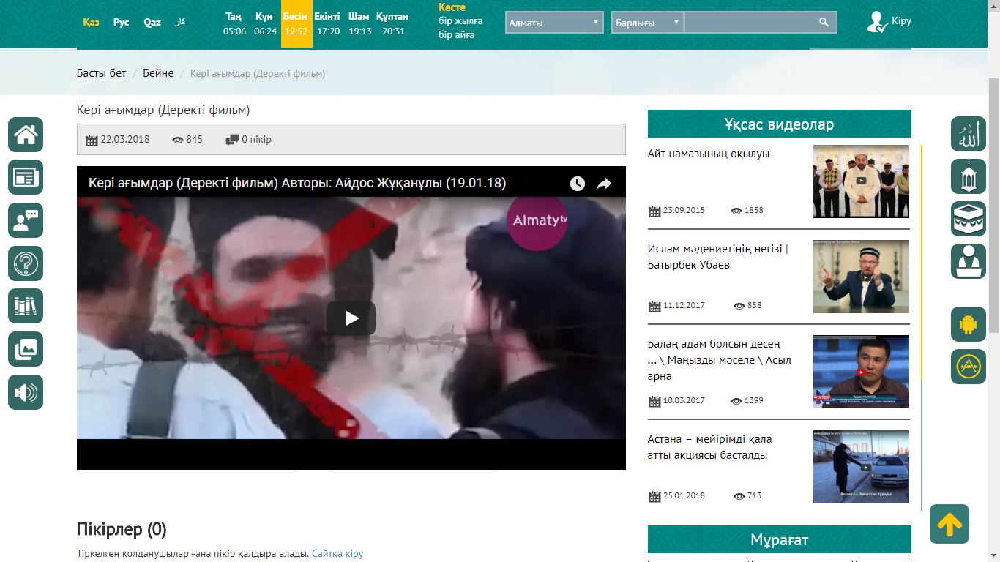 Қаз Рус Qaz قاز
Таң Күн Бесін Екінті Шам Құптан
05:06 06:24 12:52 17:20 19:13 20:31
Кесте
бір жылға
бір айға
Алматы
Барлығы
Кіру
Басты бет / Бейне / Кері ағымдар (Деректі фильм)
Кері ағымдар (Деректі фильм)
22.03.2018 845 0 пікір
Кері ағымдар (Деректі фильм) Авторы: Айдос Жұқанұлы (19.01.18)
Almaty tv
Пікірлер (0)
Тіркелген қолданушылар ғана пікір қалдыра алады. Сайтқа кіру
Ұқсас видеолар
Айт намазының оқылуы
23.09.2015 1858
Ислам мәдениетінің негізі |
Батырбек Убаев
11.12.2017 858
Балаң адам болсын десең
... \ Маңызды мәселе \ Асыл
арна
10.03.2017 1399
Астана – мейірімді қала
атты акциясы басталды
25.01.2018 713
Мұрағат
الله